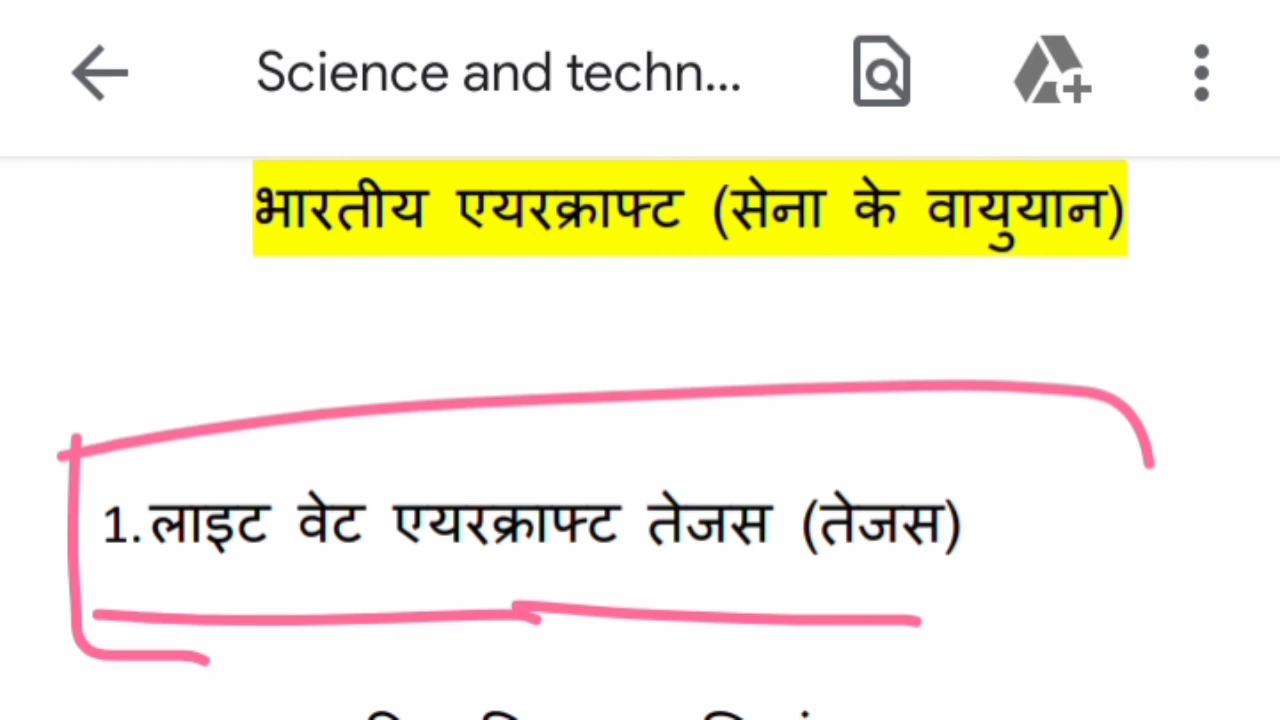 Science and techn...
भारतीय एयरक्राफ्ट (सेना के वायुयान)
1.लाइट वेट एयरक्राफ्ट तेजस (तेजस)